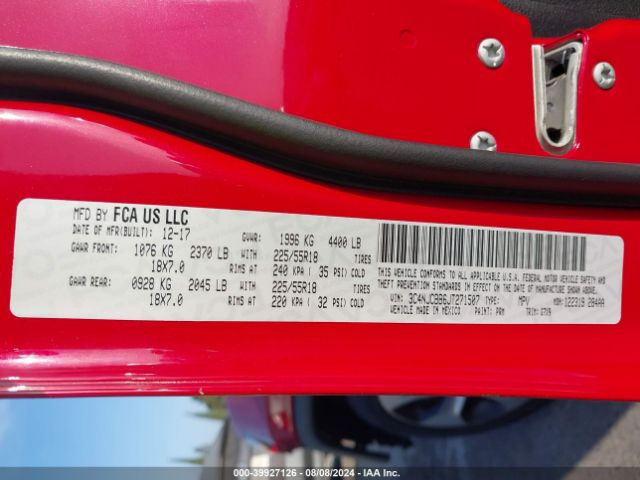 MFD BY FCA US LLC
DATE OF MFR(BUILT): 12-17 GVWR: 1996 KG 4400 LB
GAWR FRONT: 1076 KG 2370 LB WITH 225/55R18 TIRES
18X7.0 RIMS AT 240 KPA ( 35 PSI) COLD
GAWR REAR: 0928 KG 2045 LB WITH 225/55R18 TIRES
18X7.0 RIMS AT 220 KPA ( 32 PSI) COLD
THIS VEHICLE CONFORMS TO ALL APPLICABLE U.S.A. FEDERAL MOTOR VEHICLE SAFETY AND
THEFT PREVENTION STANDARDS IN EFFECT ON THE DATE OF MANUFACTURE SHOWN ABOVE.
VIN: 3C4NJCBB6JT271507 TYPE: MPV MDH: 122319 284AA
VEHICLE MADE IN MEXICO PAINT: PRM TRIM:
000-39927126 - 08/08/2024 - IAA Inc.